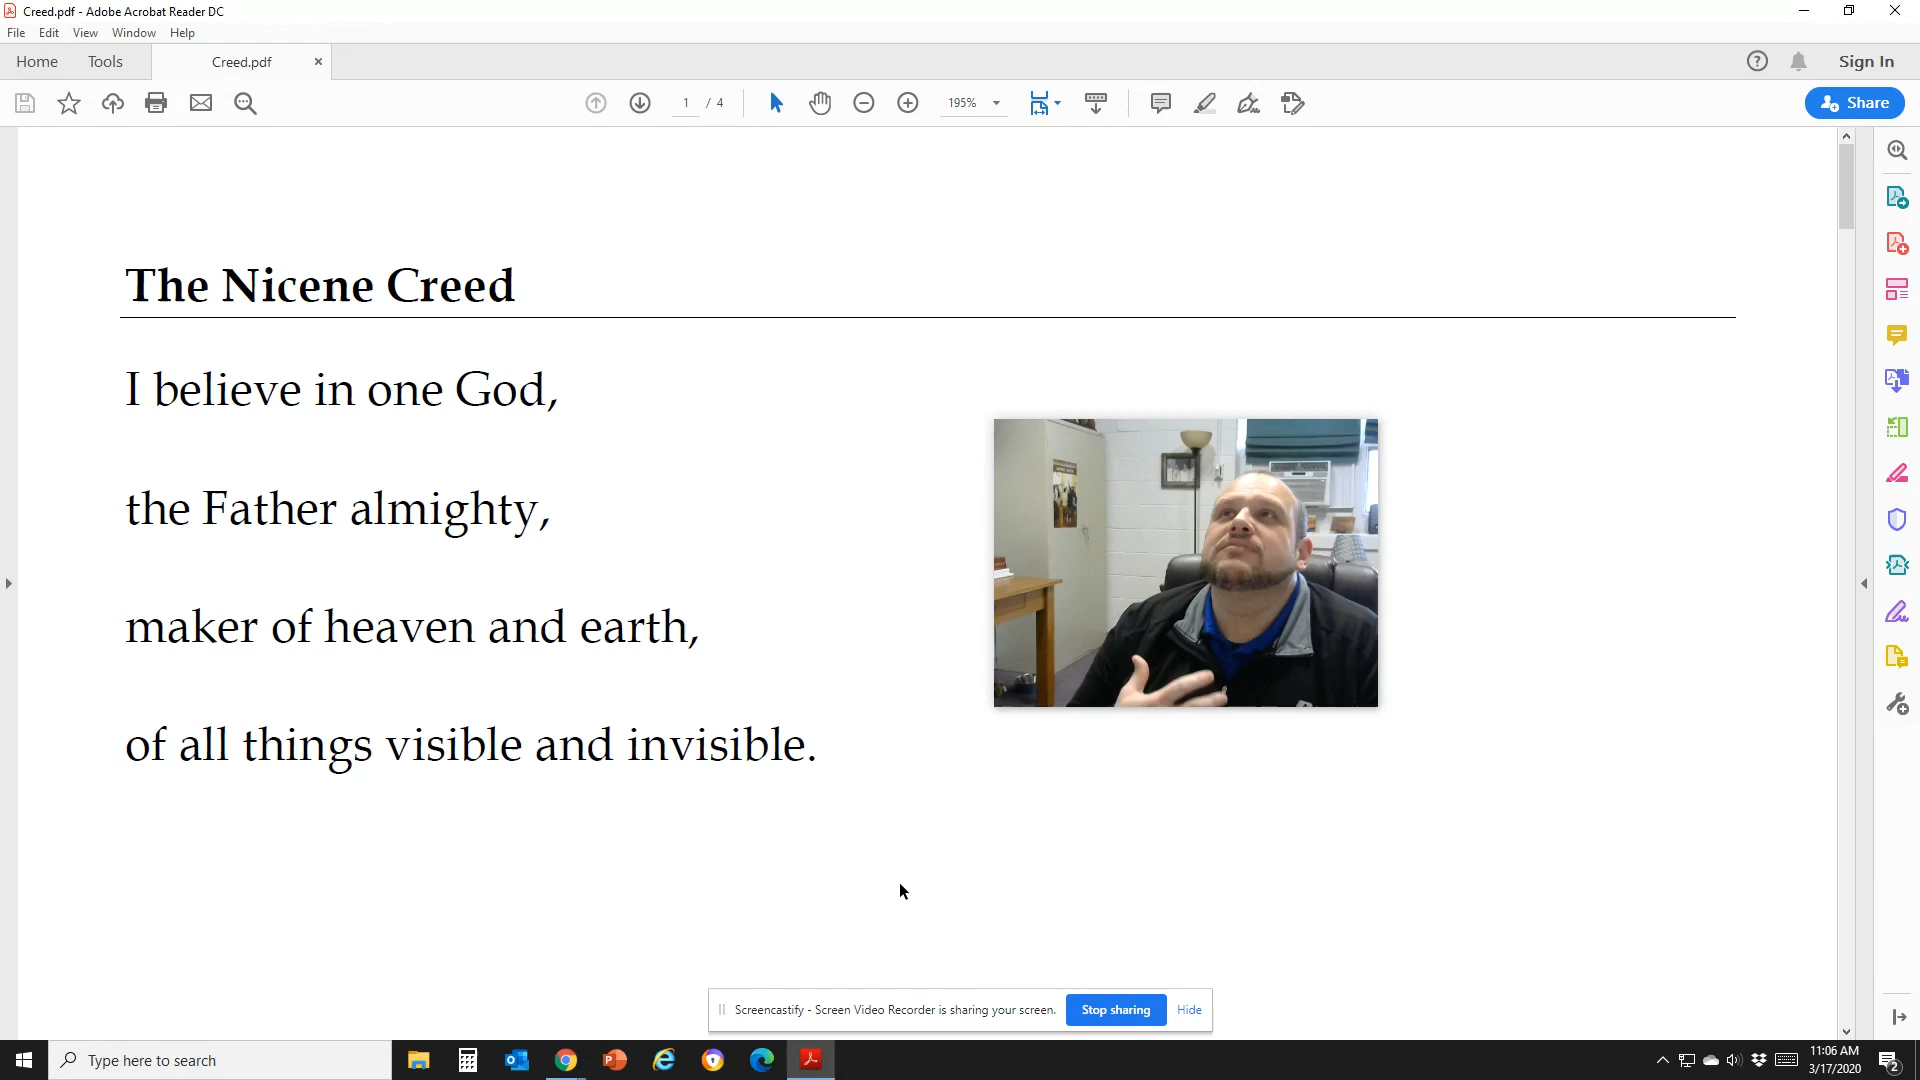 Creed.pdf - Adobe Acrobat Reader DC
File Edit View Window Help
Home Tools Creed.pdf Sign In
1 / 4 195% Share
The Nicene Creed
I believe in one God,
the Father almighty,
maker of heaven and earth,
of all things visible and invisible.
Screencastify - Screen Video Recorder is sharing your screen. Stop sharing Hide
Type here to search
11:06 AM
3/17/2020
2